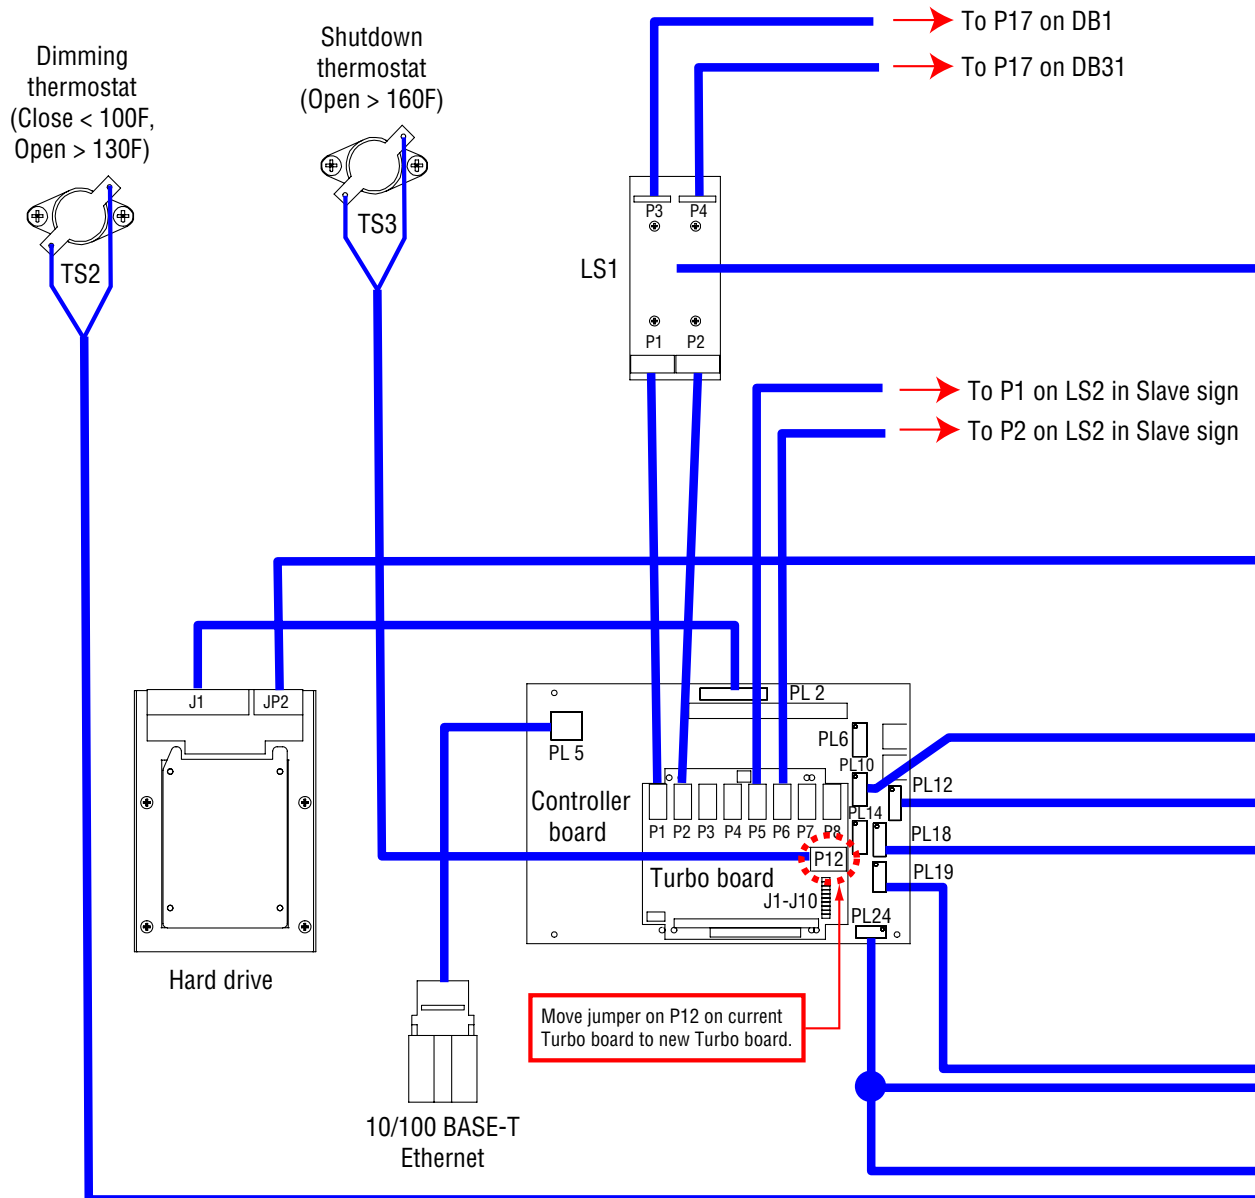 To P17 on DB1
To P17 on DB31
Shutdown
thermostat
(Open > 160F)
Dimming
thermostat
(Close < 100F,
Open > 130F)
TS3
TS2
P3
P4
LS1
P1
P2
To P1 on LS2 in Slave sign
To P2 on LS2 in Slave sign
J1
JP2
PL 2
PL 5
PL6
PL10
PL12
PL14
PL18
PL19
PL24
Controller
board
P1 P2 P3 P4 P5 P6 P7 P8
P12
Turbo board
J1-J10
Hard drive
Move jumper on P12 on current
Turbo board to new Turbo board.
10/100 BASE-T
Ethernet